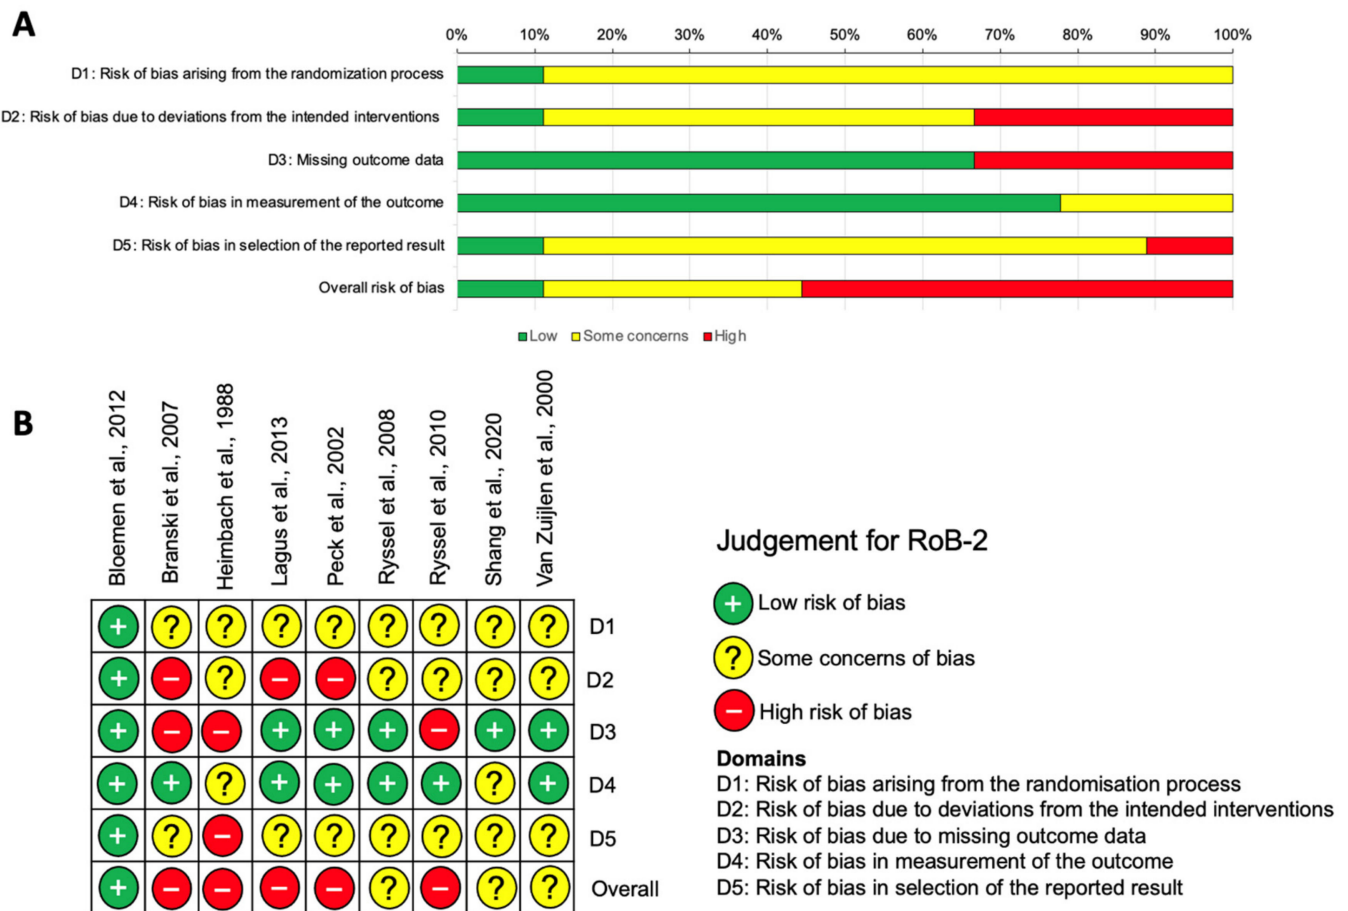 A
0% 10% 20% 30% 40% 50% 60% 70% 80% 90% 100%
D1: Risk of bias arising from the randomization process
D2: Risk of bias due to deviations from the intended interventions
D3: Missing outcome data
D4: Risk of bias in measurement of the outcome
D5: Risk of bias in selection of the reported result
Overall risk of bias
Low Some concerns High
B
Bloemen et al., 2012
Branski et al., 2007
Heimbach et al., 1988
Lagus et al., 2013
Peck et al., 2002
Ryssel et al., 2008
Ryssel et al., 2010
Shang et al., 2020
Van Zuijlen et al., 2000
+ ? ? ? ? ? ? ? ? D1
+ − ? − − ? ? ? ? D2
+ − − + + + − + + D3
+ + ? + + + + ? + D4
+ ? − ? ? ? ? ? ? D5
+ − − − − ? − ? ? Overall
Judgement for RoB-2
+ Low risk of bias
? Some concerns of bias
− High risk of bias
Domains
D1: Risk of bias arising from the randomisation process
D2: Risk of bias due to deviations from the intended interventions
D3: Risk of bias due to missing outcome data
D4: Risk of bias in measurement of the outcome
D5: Risk of bias in selection of the reported result